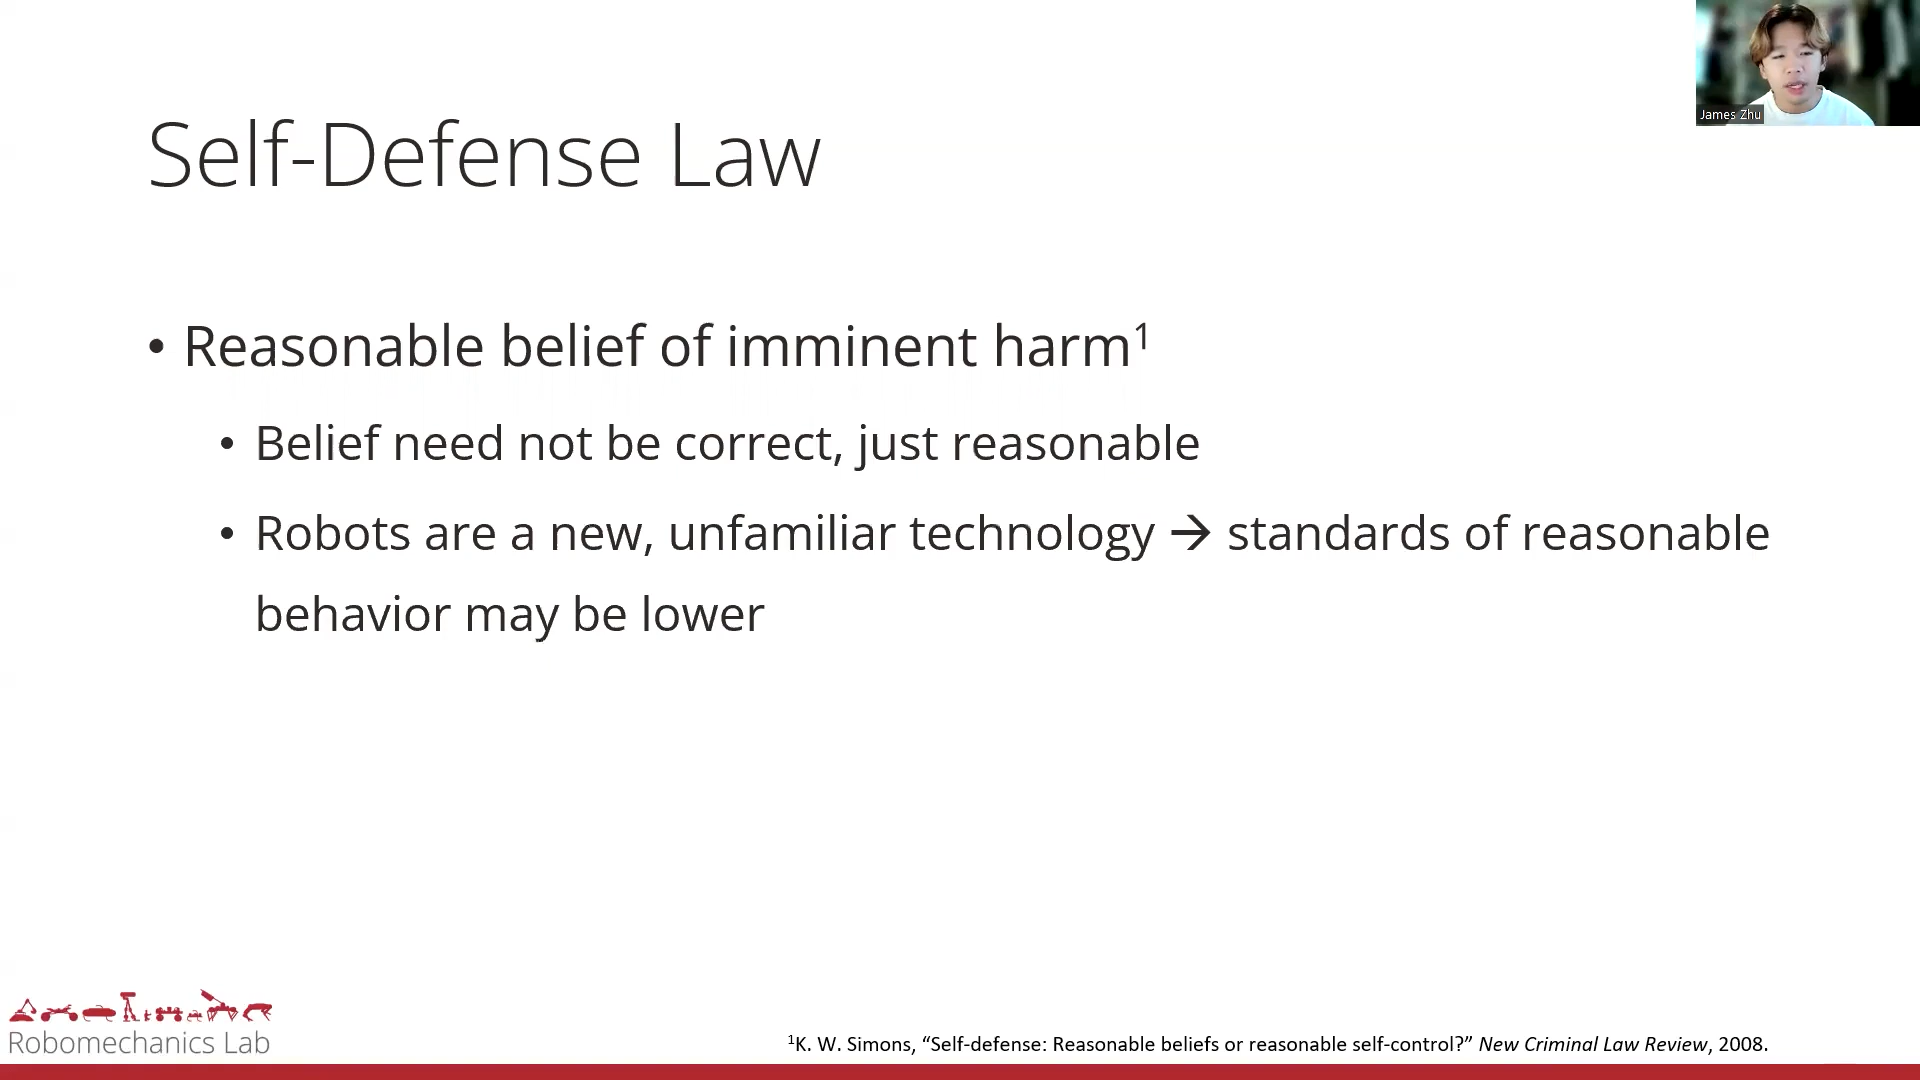 James Zhu
Self-Defense Law
• Reasonable belief of imminent harm¹
• Belief need not be correct, just reasonable
• Robots are a new, unfamiliar technology → standards of reasonable
behavior may be lower
Robomechanics Lab
¹K. W. Simons, “Self-defense: Reasonable beliefs or reasonable self-control?” New Criminal Law Review, 2008.